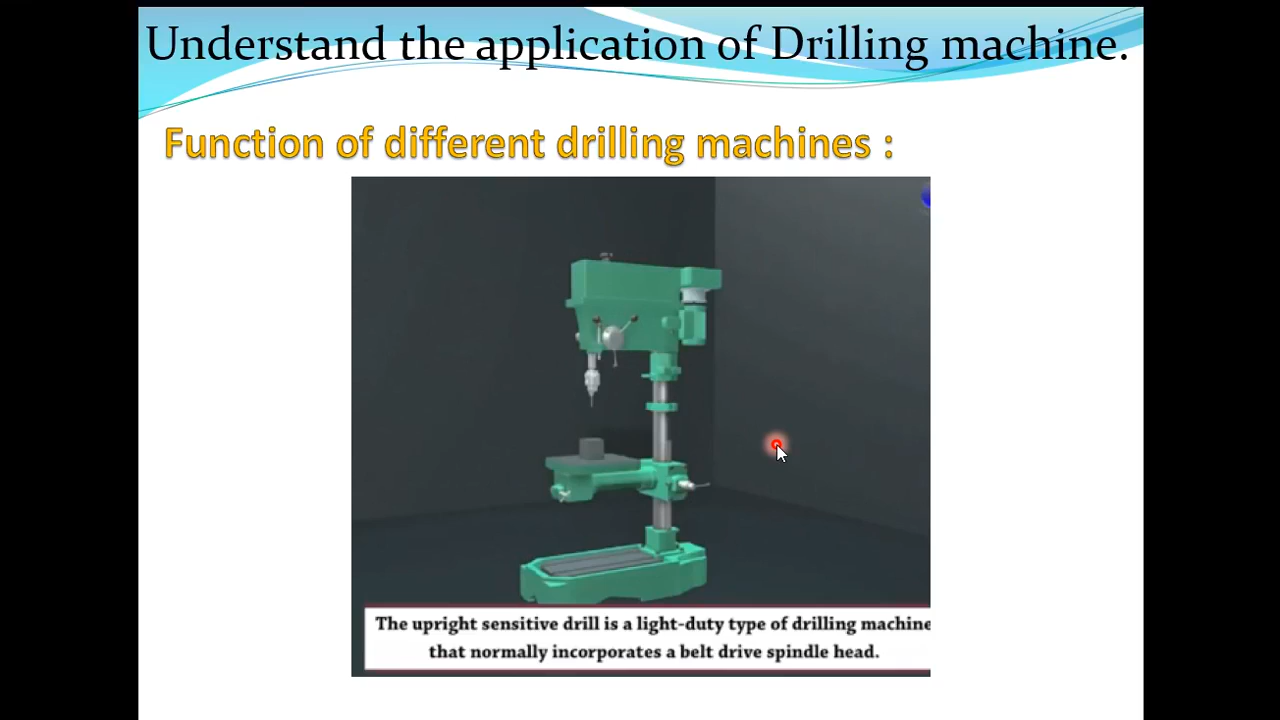 Understand the application of Drilling machine.
Function of different drilling machines :
The upright sensitive drill is a light-duty type of drilling machine
that normally incorporates a belt drive spindle head.